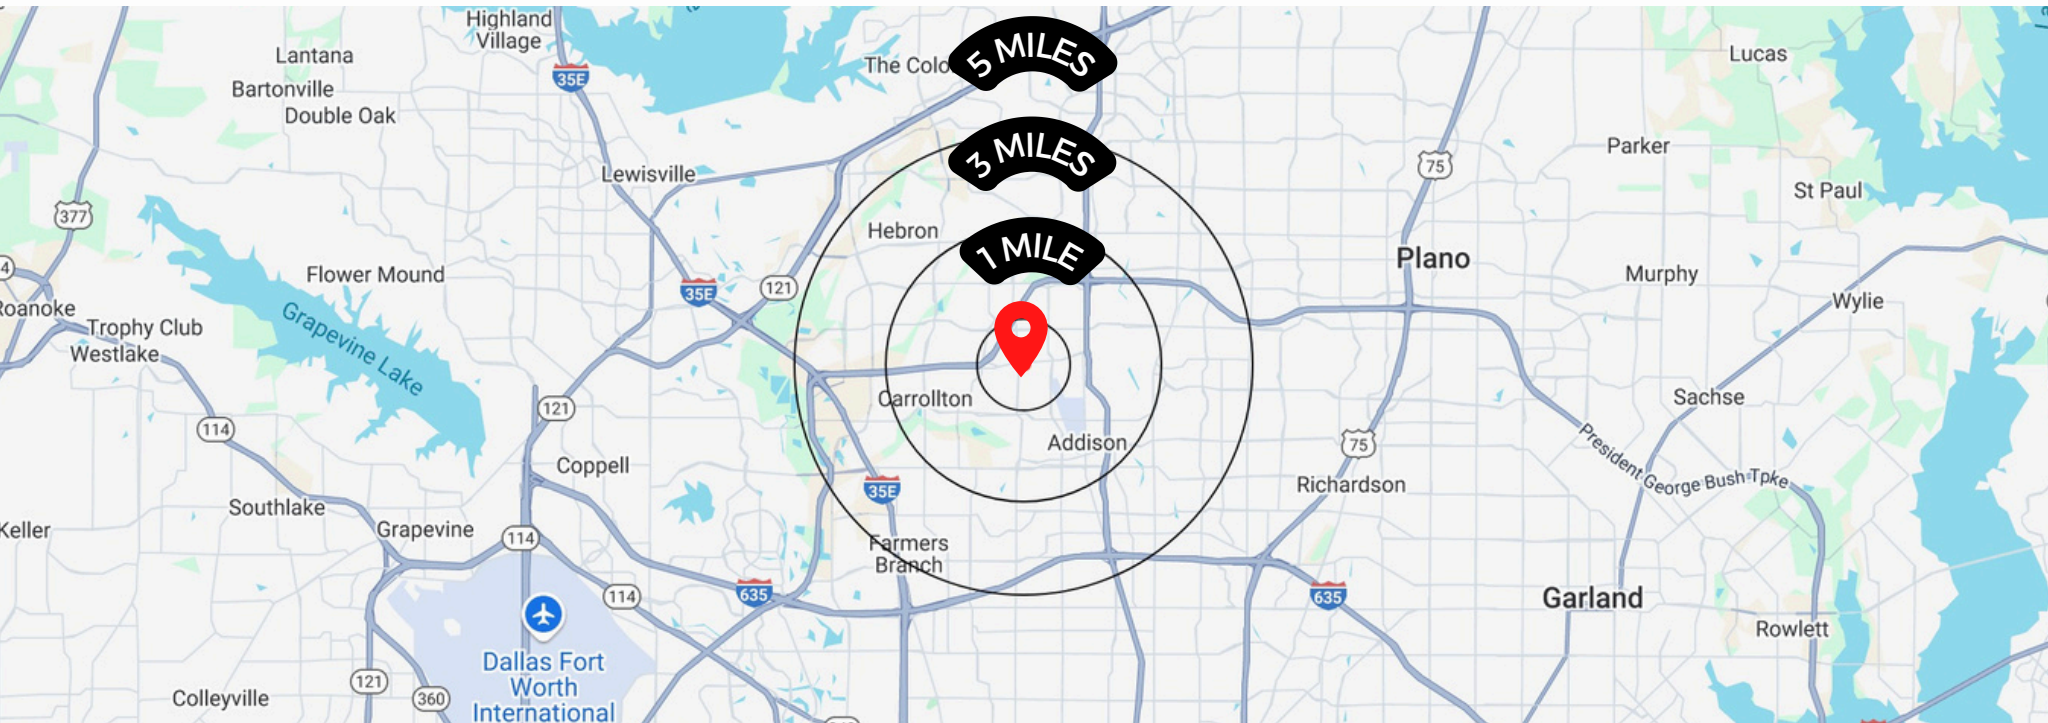 Highland
Village
5 MILES
Lucas
Lantana
The Colo
35E
Bartonville
Double Oak
3 MILES
Parker
75
Lewisville
St Paul
377
Hebron
1 MILE
Plano
4
Flower Mound
Murphy
35E
121
Roanoke
Wylie
Grapevine Lake
Trophy Club
Westlake
Carrollton
Sachse
121
114
Addison
75
President George Bush Tpke
Coppell
Richardson
35E
Southlake
Keller
Grapevine
114
Farmers
Branch
635
114
635
Garland
Rowlett
Dallas Fort
Worth
International
121
360
Colleyville